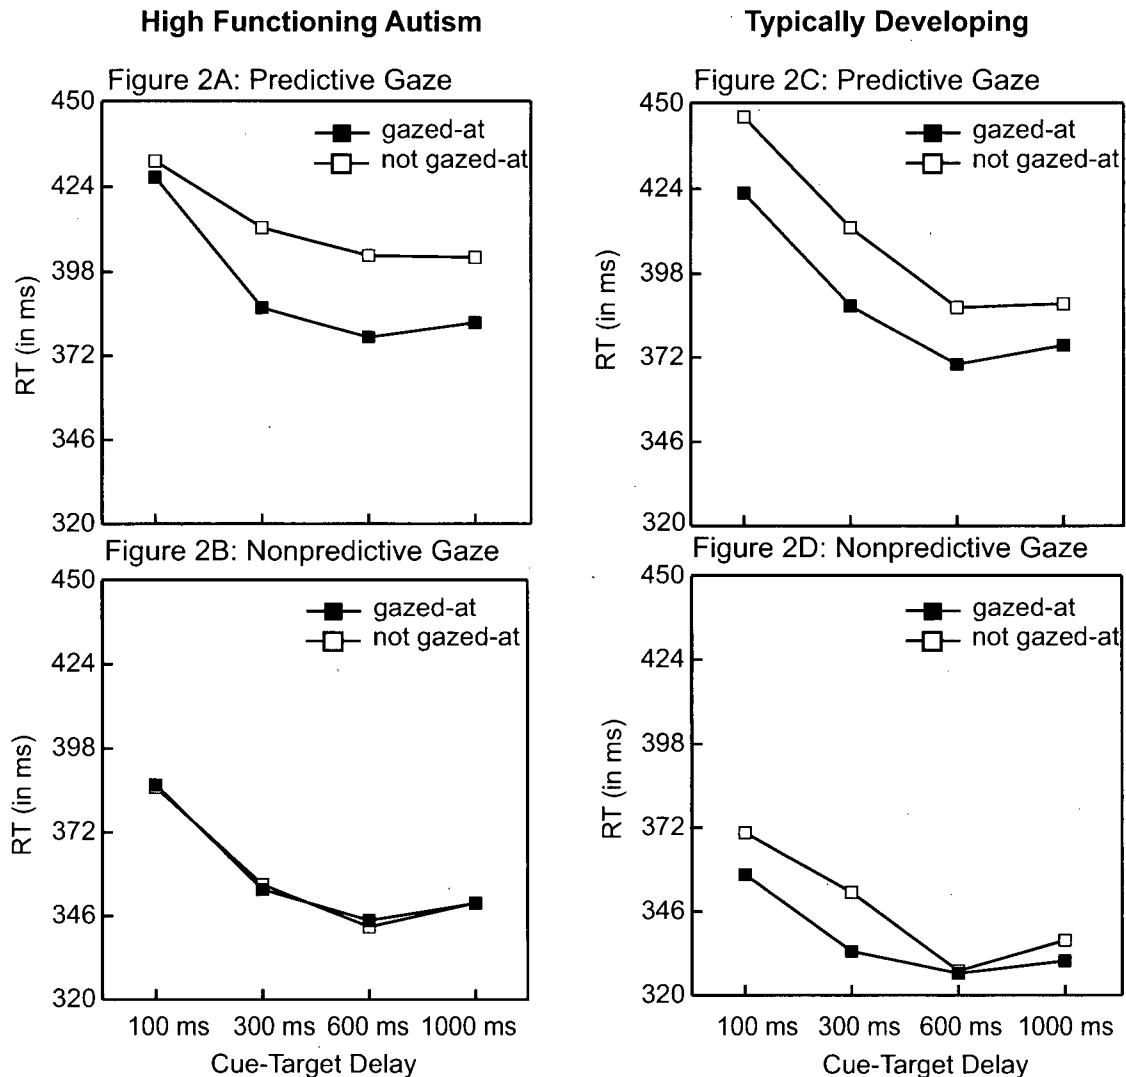 High Functioning Autism
Typically Developing
Figure 2A: Predictive Gaze
450
424
398
372
346
320
RT (in ms)
gazed-at
not gazed-at
Figure 2C: Predictive Gaze
450
424
398
372
346
320
RT (in ms)
gazed-at
not gazed-at
Figure 2B: Nonpredictive Gaze
450
424
398
372
346
320
RT (in ms)
gazed-at
not gazed-at
100 ms 300 ms 600 ms 1000 ms
Cue-Target Delay
Figure 2D: Nonpredictive Gaze
450
424
398
372
346
320
RT (in ms)
gazed-at
not gazed-at
100 ms 300 ms 600 ms 1000 ms
Cue-Target Delay